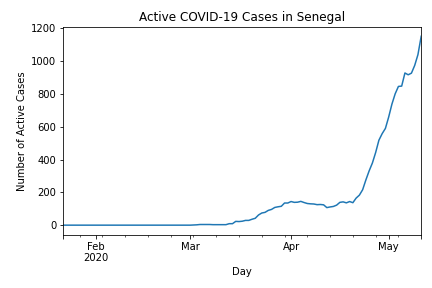 Active COVID-19 Cases in Senegal
1200
1000
800
600
400
200
0
Number of Active Cases
Feb
2020
Mar
Apr
May
Day